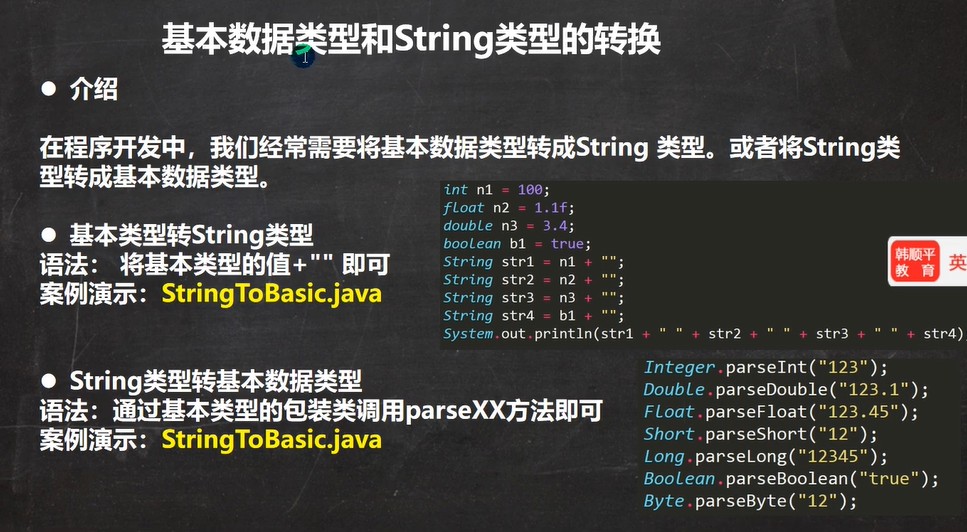 基本数据类型和String类型的转换
● 介绍
在程序开发中，我们经常需要将基本数据类型转成String 类型。或者将String类
型转成基本数据类型。
● 基本类型转String类型
语法： 将基本类型的值+"" 即可
案例演示：StringToBasic.java
int n1 = 100;
float n2 = 1.1f;
double n3 = 3.4;
boolean b1 = true;
String str1 = n1 + "";
String str2 = n2 + "";
String str3 = n3 + "";
String str4 = b1 + "";
System.out.println(str1 + " " + str2 + " " + str3 + " " + str4)
韩顺平
教 育
英
● String类型转基本数据类型
语法：通过基本类型的包装类调用parseXX方法即可
案例演示：StringToBasic.java
Integer.parseInt("123");
Double.parseDouble("123.1");
Float.parseFloat("123.45");
Short.parseShort("12");
Long.parseLong("12345");
Boolean.parseBoolean("true");
Byte.parseByte("12");